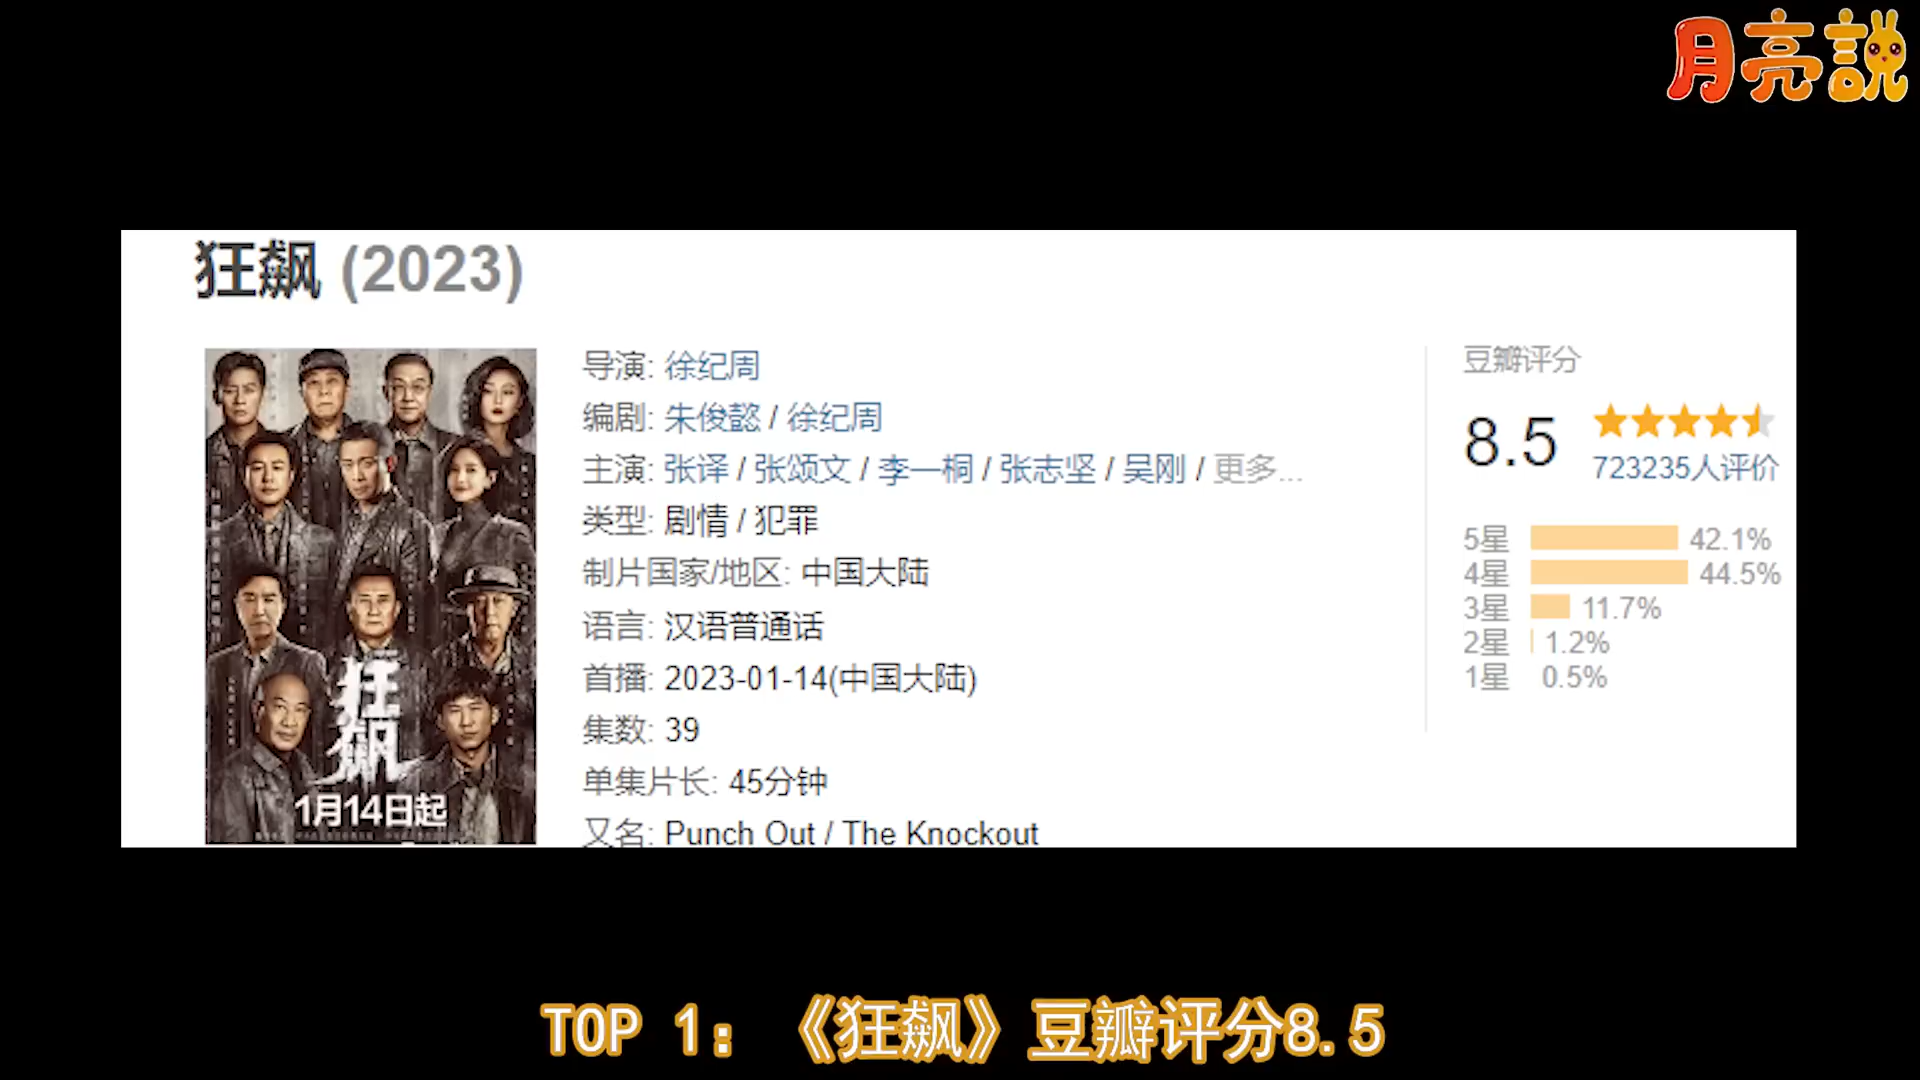 月亮説
狂飙 (2023)
导演: 徐纪周
编剧: 朱俊懿 / 徐纪周
主演: 张译 / 张颂文 / 李一桐 / 张志坚 / 吴刚 / 更多...
类型: 剧情 / 犯罪
制片国家/地区: 中国大陆
语言: 汉语普通话
首播: 2023-01-14(中国大陆)
集数: 39
单集片长: 45分钟
又名: Punch Out / The Knockout
豆瓣评分
8.5
723235人评价
5星 42.1%
4星 44.5%
3星 11.7%
2星 1.2%
1星 0.5%
狂飙
1月14日起
TOP 1: 《狂飙》豆瓣评分8.5